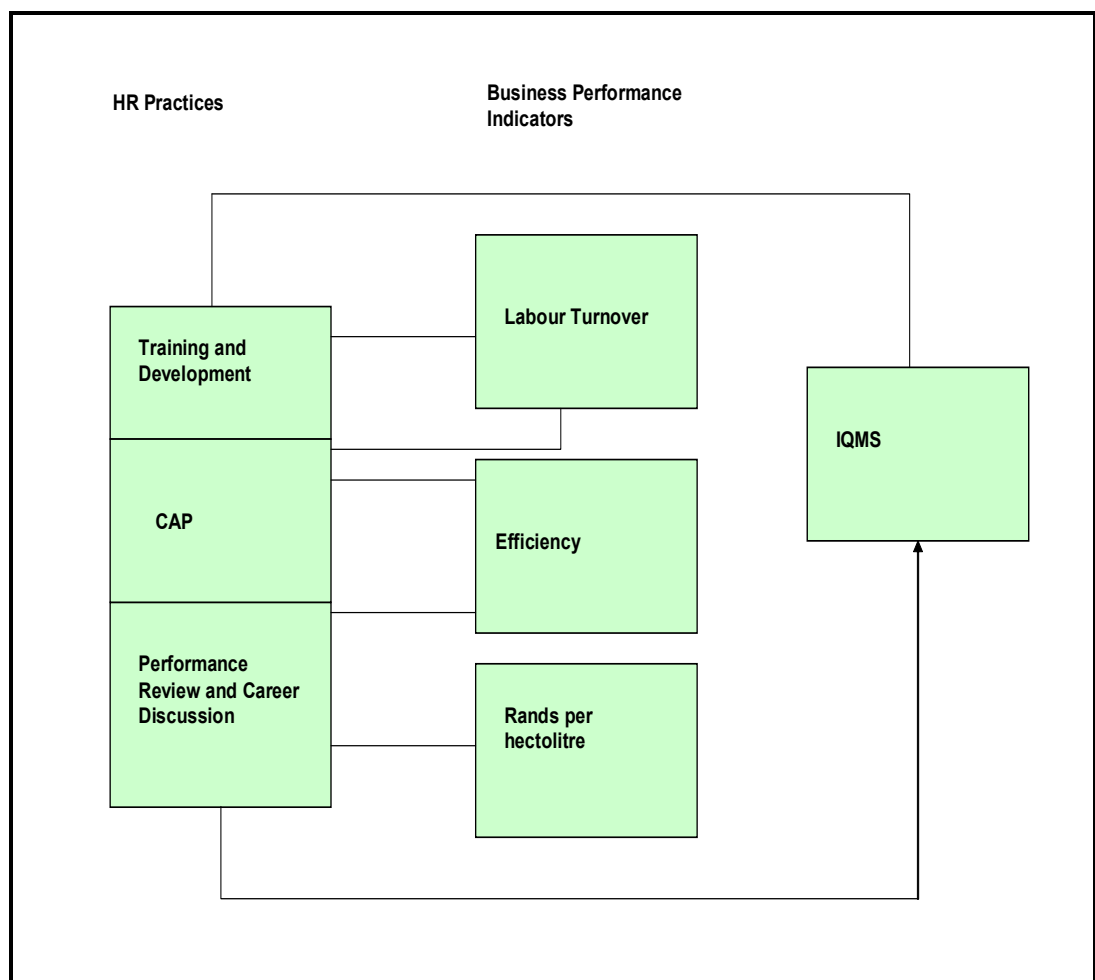 HR Practices
Business Performance
Indicators
Training and
Development
CAP
Performance
Review and Career
Discussion
Labour Turnover
Efficiency
Rands per
hectolitre
IQMS